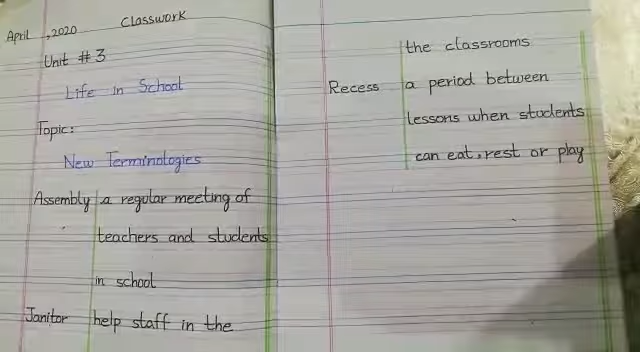 April , 2020 Classwork
Unit # 3
Life in School
Topic:
New Terminologies
Assembly a regular meeting of
teachers and students
in school
Janitor help staff in the
the classrooms
Recess a period between
lessons when students
can eat, rest or play